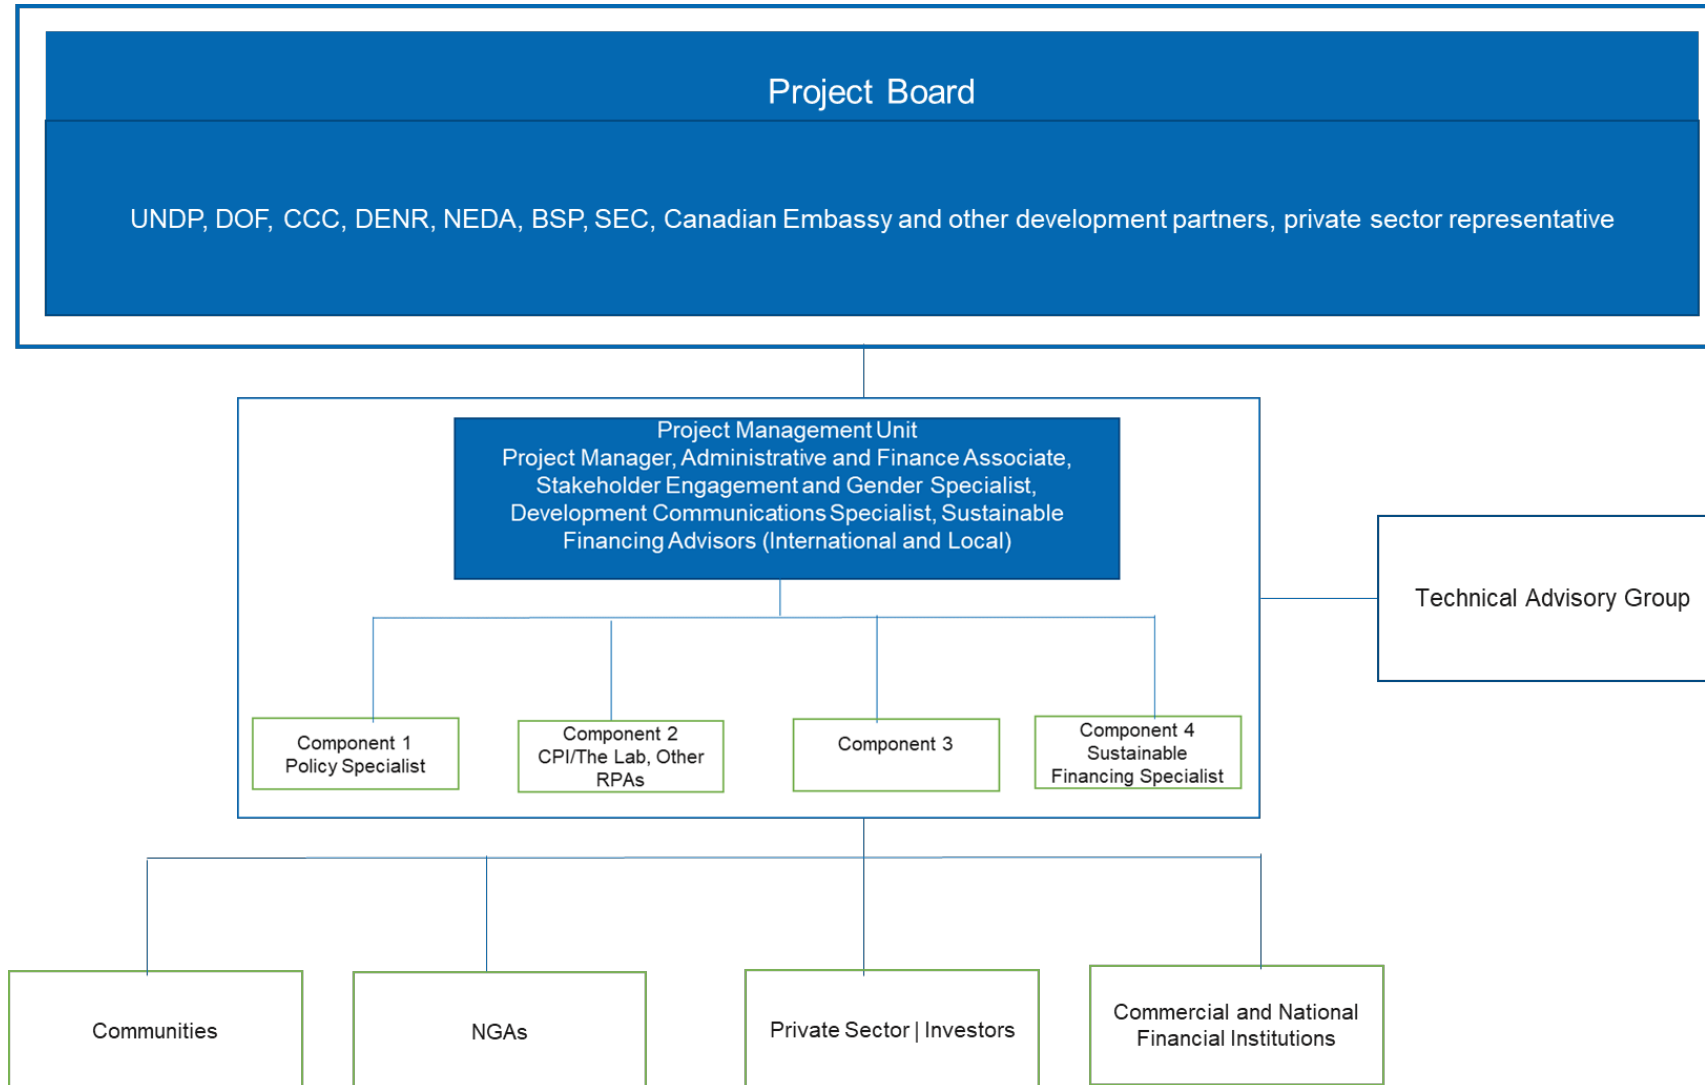 Project Board
UNDP, DOF, CCC, DENR, NEDA, BSP, SEC, Canadian Embassy and other development partners, private sector representative
Project Management Unit
Project Manager, Administrative and Finance Associate,
Stakeholder Engagement and Gender Specialist,
Development Communications Specialist, Sustainable
Financing Advisors (International and Local)
Technical Advisory Group
Component 1
Policy Specialist
Component 2
CPI/The Lab, Other
RPAs
Component 3
Component 4
Sustainable
Financing Specialist
Communities
NGAs
Private Sector | Investors
Commercial and National
Financial Institutions